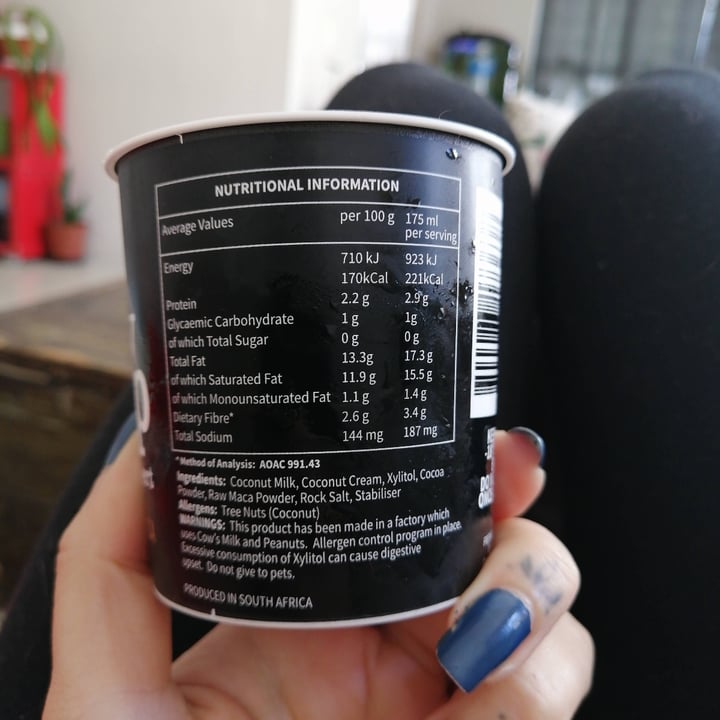 NUTRITIONAL INFORMATION
Average Values per 100 g 175 ml per serving
Energy 710 kJ 923 kJ
170kCal 221kCal
Protein 2.2 g 2.9 g
Glycaemic Carbohydrate 1 g 1g
of which Total Sugar 0 g 0 g
Total Fat 13.3g 17.3 g
of which Saturated Fat 11.9 g 15.5 g
of which Monounsaturated Fat 1.1 g 1.4 g
Dietary Fibre* 2.6 g 3.4 g
Total Sodium 144 mg 187 mg
*Method of Analysis: AOAC 991.43
Ingredients: Coconut Milk, Coconut Cream, Xylitol, Cocoa
Powder, Raw Maca Powder, Rock Salt, Stabiliser
Allergens: Tree Nuts (Coconut)
WARNINGS: This product has been made in a factory which
uses Cow's Milk and Peanuts. Allergen control program in place.
Excessive consumption of Xylitol can cause digestive
upset. Do not give to pets.
PRODUCED IN SOUTH AFRICA